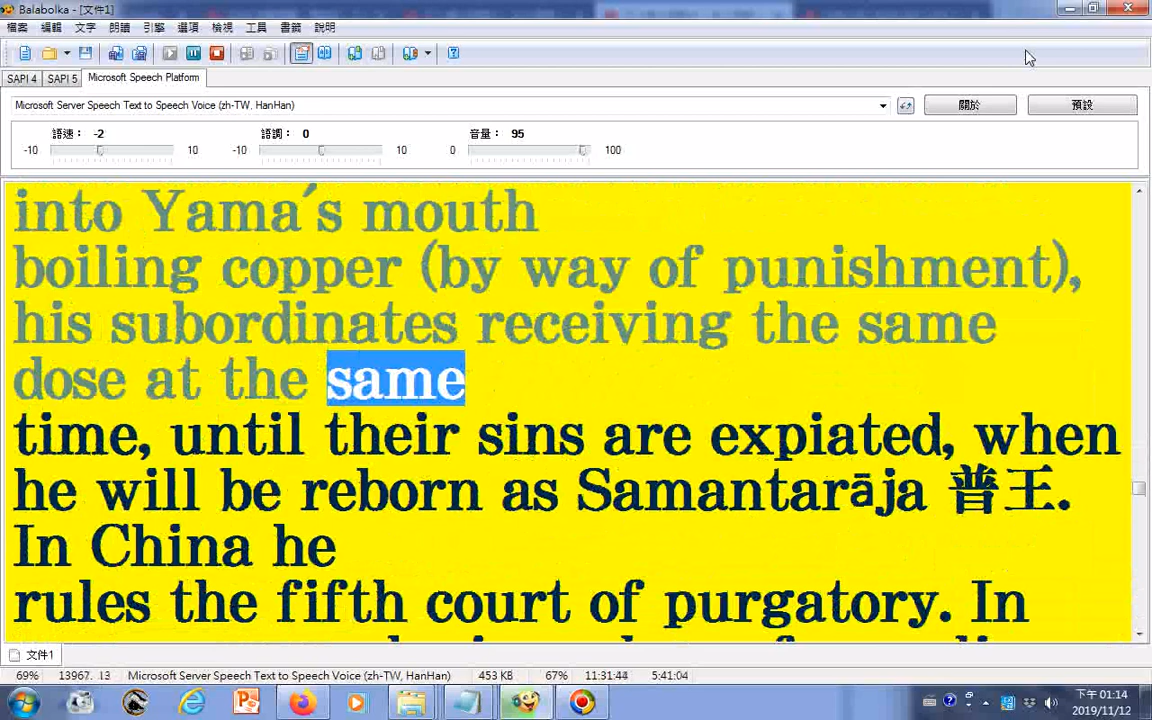 Balabolka - [文件1]
檔案 編輯 文字 朗讀 引擎 選項 檢視 工具 書籤 說明
SAPI 4 SAPI 5 Microsoft Speech Platform
Microsoft Server Speech Text to Speech Voice (zh-TW, HanHan)
關於 預設
語速： -2 語調： 0 音量： 95
-10 10 -10 10 0 100
into Yama's mouth
boiling copper (by way of punishment),
his subordinates receiving the same
dose at the same
time, until their sins are expiated, when
he will be reborn as Samantarāja 普王.
In China he
rules the fifth court of purgatory. In
文件1
69% 13967. 13 Microsoft Server Speech Text to Speech Voice (zh-TW, HanHan) 453 KB 67% 11:31:44 5:41:04
下午 01:14
2019/11/12